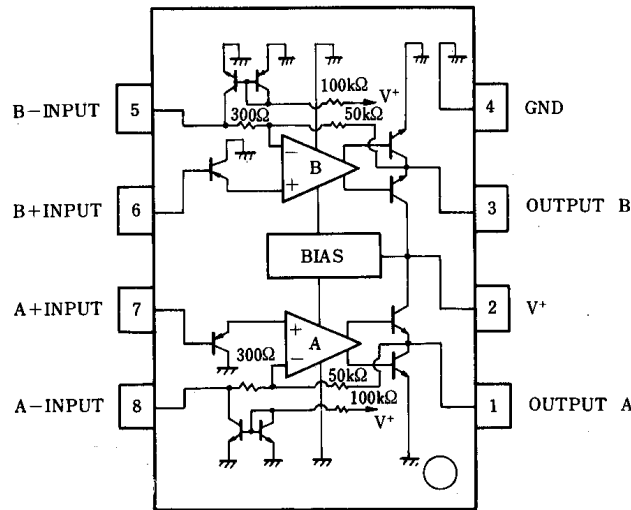 100kΩ
V⁺
B−INPUT 5 300Ω 50kΩ 4 GND
− B
+
B+INPUT 6 3 OUTPUT B
BIAS
A+INPUT 7 2 V⁺
+ A
300Ω −
50kΩ
A−INPUT 8 100kΩ 1 OUTPUT A
V⁺